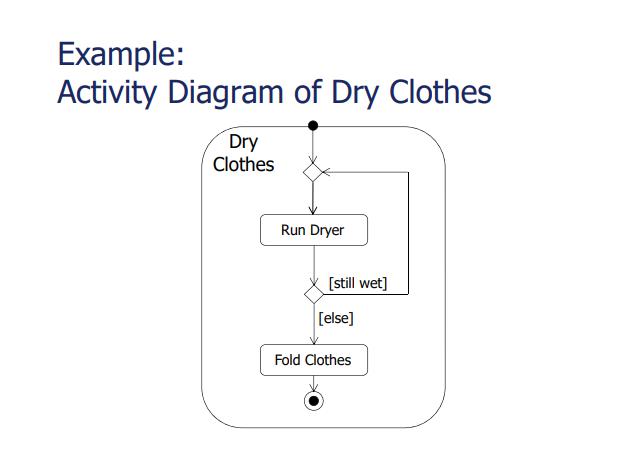 Example:
Activity Diagram of Dry Clothes
Dry
Clothes
Run Dryer
[still wet]
[else]
Fold Clothes